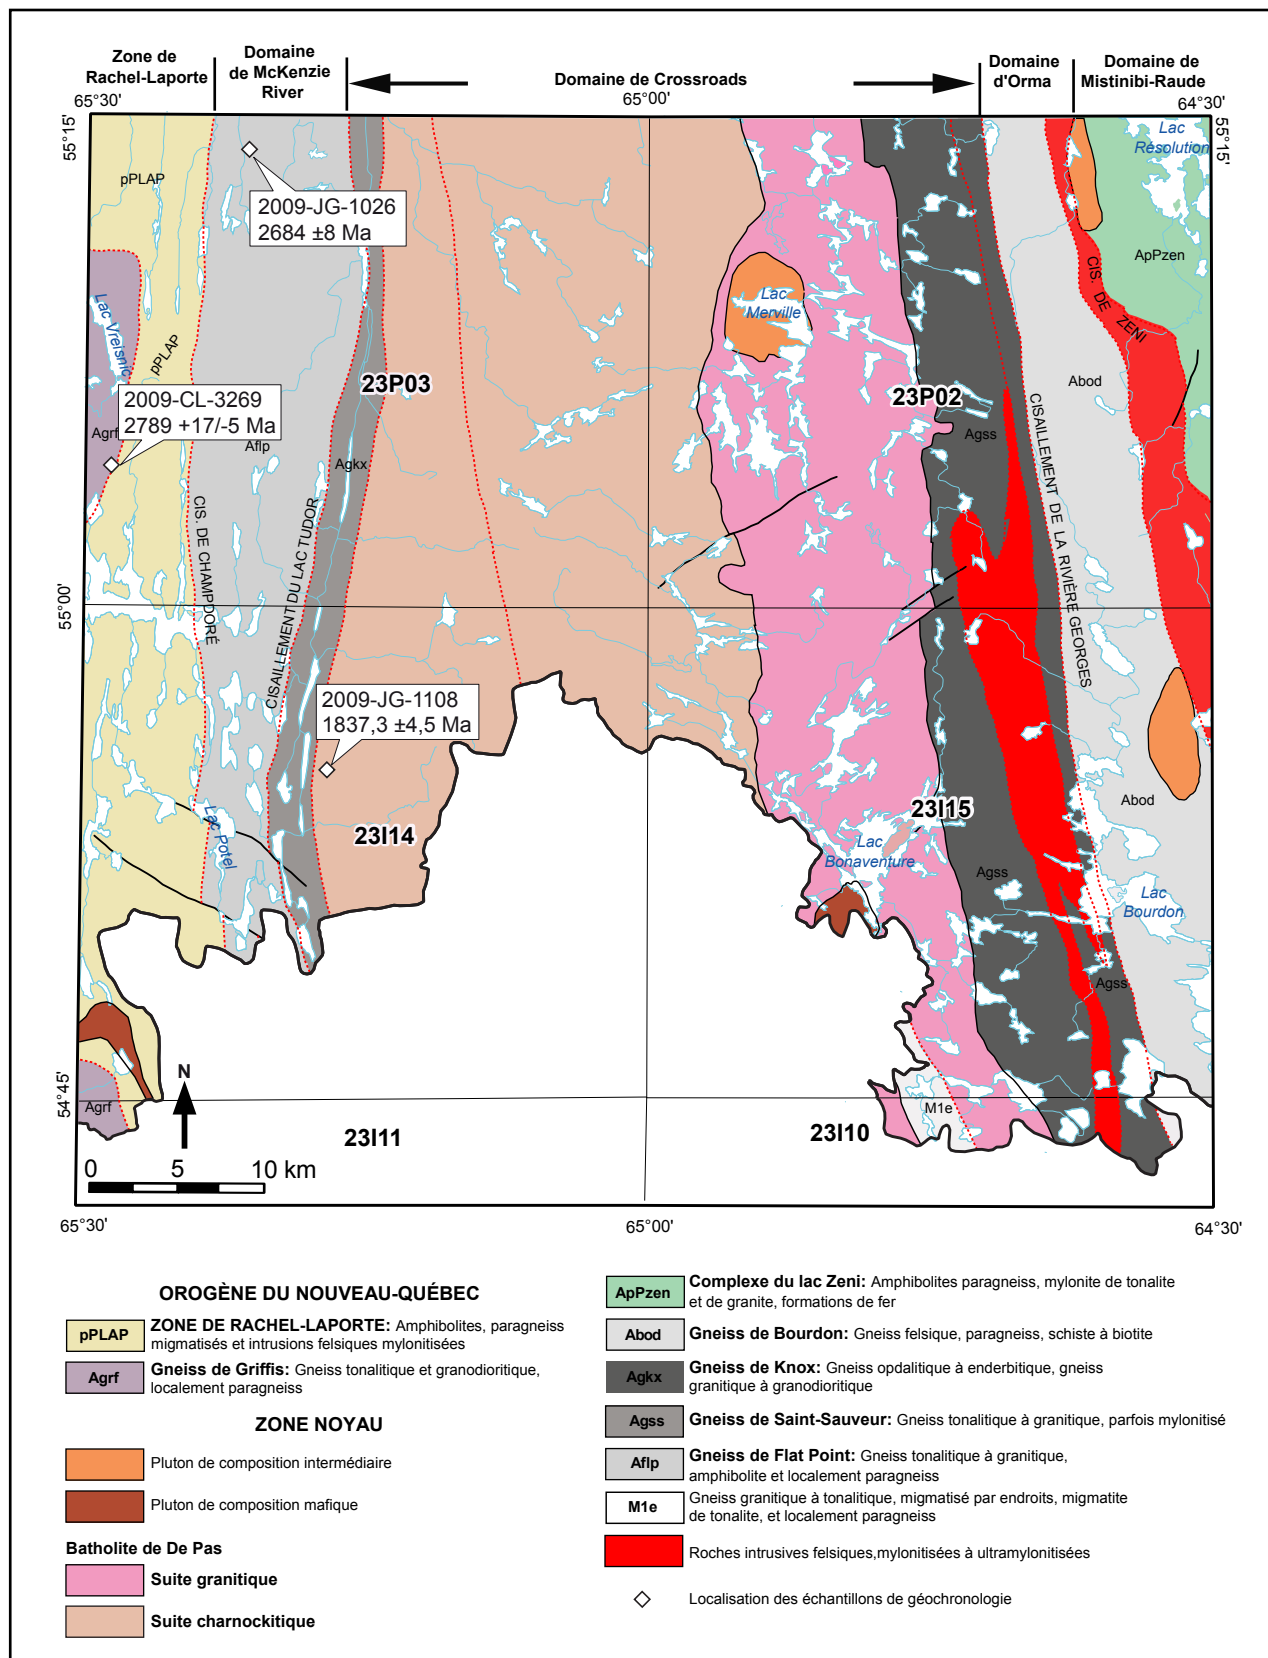 Zone de
Rachel-Laporte
Domaine
de McKenzie
River
Domaine de Crossroads
Domaine
d'Orma
Domaine de
Mistinibi-Raude
65°30'
65°00'
64°30'
55°15'
55°15'
pPLAP
2009-JG-1026
2684 ±8 Ma
Lac
Résolution
ApPzen
CIS. DE ZENI
Lac Vreisnic
pPLAP
Lac
Merville
23P03
23P02
Abod
2009-CL-3269
2789 +17/-5 Ma
Agrf
Aflp
Agkx
Agss
CISAILLEMENT DE LA RIVIÈRE GEORGES
CIS. DE CHAMPDORÉ
CISAILLEMENT DU LAC TUDOR
55°00'
2009-JG-1108
1837,3 ±4,5 Ma
Lac Potel
23I14
23I15
Abod
Lac
Bonaventure
Agss
Lac
Bourdon
Agss
54°45'
Agrf
N
M1e
23I11
23I10
0 5 10 km
65°30'
65°00'
64°30'
OROGÈNE DU NOUVEAU-QUÉBEC
pPLAP
ZONE DE RACHEL-LAPORTE: Amphibolites, paragneiss
migmatisés et intrusions felsiques mylonitisées
Agrf
Gneiss de Griffis: Gneiss tonalitique et granodioritique,
localement paragneiss
ZONE NOYAU
Pluton de composition intermédiaire
Pluton de composition mafique
Batholite de De Pas
Suite granitique
Suite charnockitique
ApPzen
Complexe du lac Zeni: Amphibolites paragneiss, mylonite de tonalite
et de granite, formations de fer
Abod
Gneiss de Bourdon: Gneiss felsique, paragneiss, schiste à biotite
Agkx
Gneiss de Knox: Gneiss opdalitique à enderbitique, gneiss
granitique à granodioritique
Agss
Gneiss de Saint-Sauveur: Gneiss tonalitique à granitique, parfois mylonitisé
Aflp
Gneiss de Flat Point: Gneiss tonalitique à granitique,
amphibolite et localement paragneiss
M1e
Gneiss granitique à tonalitique, migmatisé par endroits, migmatite
de tonalite, et localement paragneiss
Roches intrusives felsiques,mylonitisées à ultramylonitisées
Localisation des échantillons de géochronologie